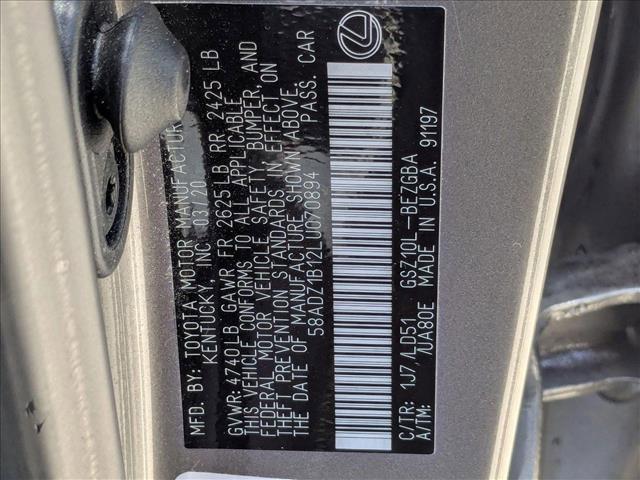 MFD. BY: TOYOTA MOTOR MANUFACTURING
KENTUCKY, INC. 03/20
GVWR: 4740LB GAWR FR 2625LB RR 2425LB
THIS VEHICLE CONFORMS TO ALL APPLICABLE
FEDERAL MOTOR VEHICLE SAFETY, BUMPER, AND
THEFT PREVENTION STANDARDS IN EFFECT ON
THE DATE OF MANUFACTURE SHOWN ABOVE.
58ADZ1B12LU070894 PASS. CAR
C/TR: 1J7/LD51 GSZ10L-BEZGBA
A/TM: /UA80E MADE IN U.S.A. 91197